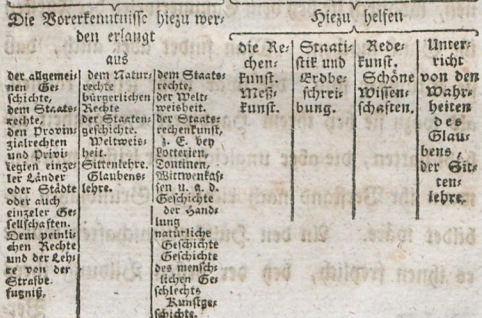 Die Vorerkenntnisse hiezu wer-
den erlangt
aus
der allgemei-
nen Ge-
schichte,
dem Staats-
rechte,
den Provin-
zialrechten
und Privi-
legien einze-
ler Länder
oder Städte
oder auch
einzeler Ge-
sellschaften.
Dem peinli-
chen Rechte
und der Leh-
re von der
Strafbe-
fugniß.
dem Natur-
rechte
bürgerlichen
Rechte
der Staaten-
geschichte.
Weltweis-
heit.
Sittenlehre.
Glaubens-
lehre.
dem Staats-
rechte,
der Welt-
weisheit.
der Staats-
rechenkunst,
z. E. bey
Lotterien,
Tontinen,
Wittwenkas-
sen u. a. d.
Geschichte
der Hand-
lung
natürliche
Geschichte
Geschichte
des mensch-
lichen Ge-
schlechts
Kunstge-
schichte.
Hiezu helfen
die Re-
chen-
kunst.
Meß-
kunst.
Staati-
stik und
Erdbe-
schrei-
bung.
Rede-
kunst.
Schöne
Wissen-
schaften.
Unter-
richt
von den
Wahr-
heiten
des
Glau-
bens,
der Sit-
ten-
lehre.